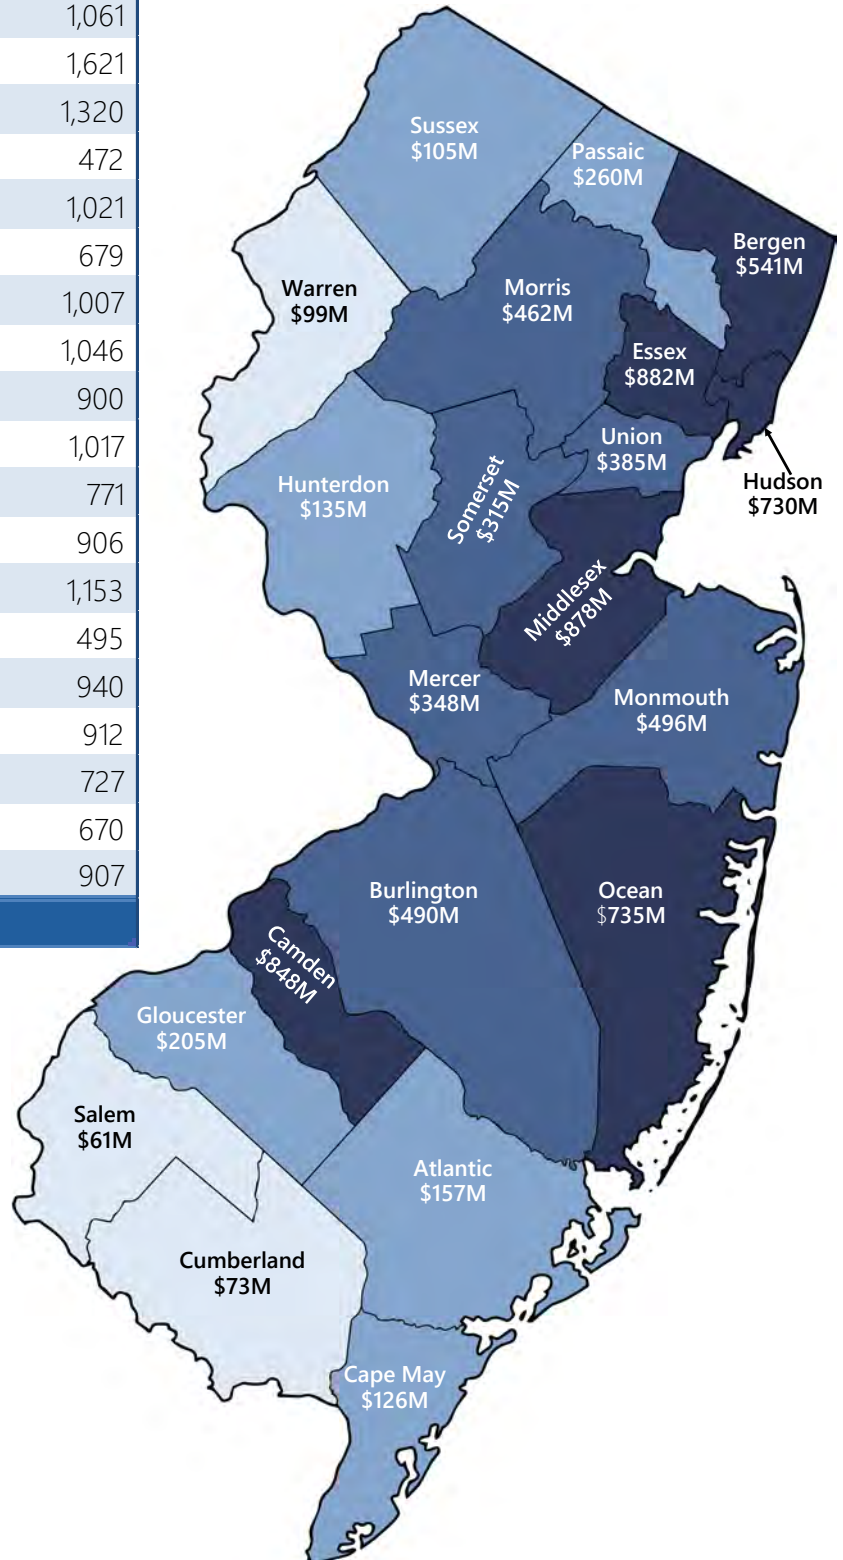 1,061
1,621
1,320
472
1,021
679
1,007
1,046
900
1,017
771
906
1,153
495
940
912
727
670
907
Sussex
$105M
Passaic
$260M
Bergen
$541M
Warren
$99M
Morris
$462M
Essex
$882M
Union
$385M
Hudson
$730M
Hunterdon
$135M
Somerset
$315M
Middlesex
$878M
Mercer
$348M
Monmouth
$496M
Burlington
$490M
Ocean
$735M
Camden
$848M
Gloucester
$205M
Salem
$61M
Atlantic
$157M
Cumberland
$73M
Cape May
$126M